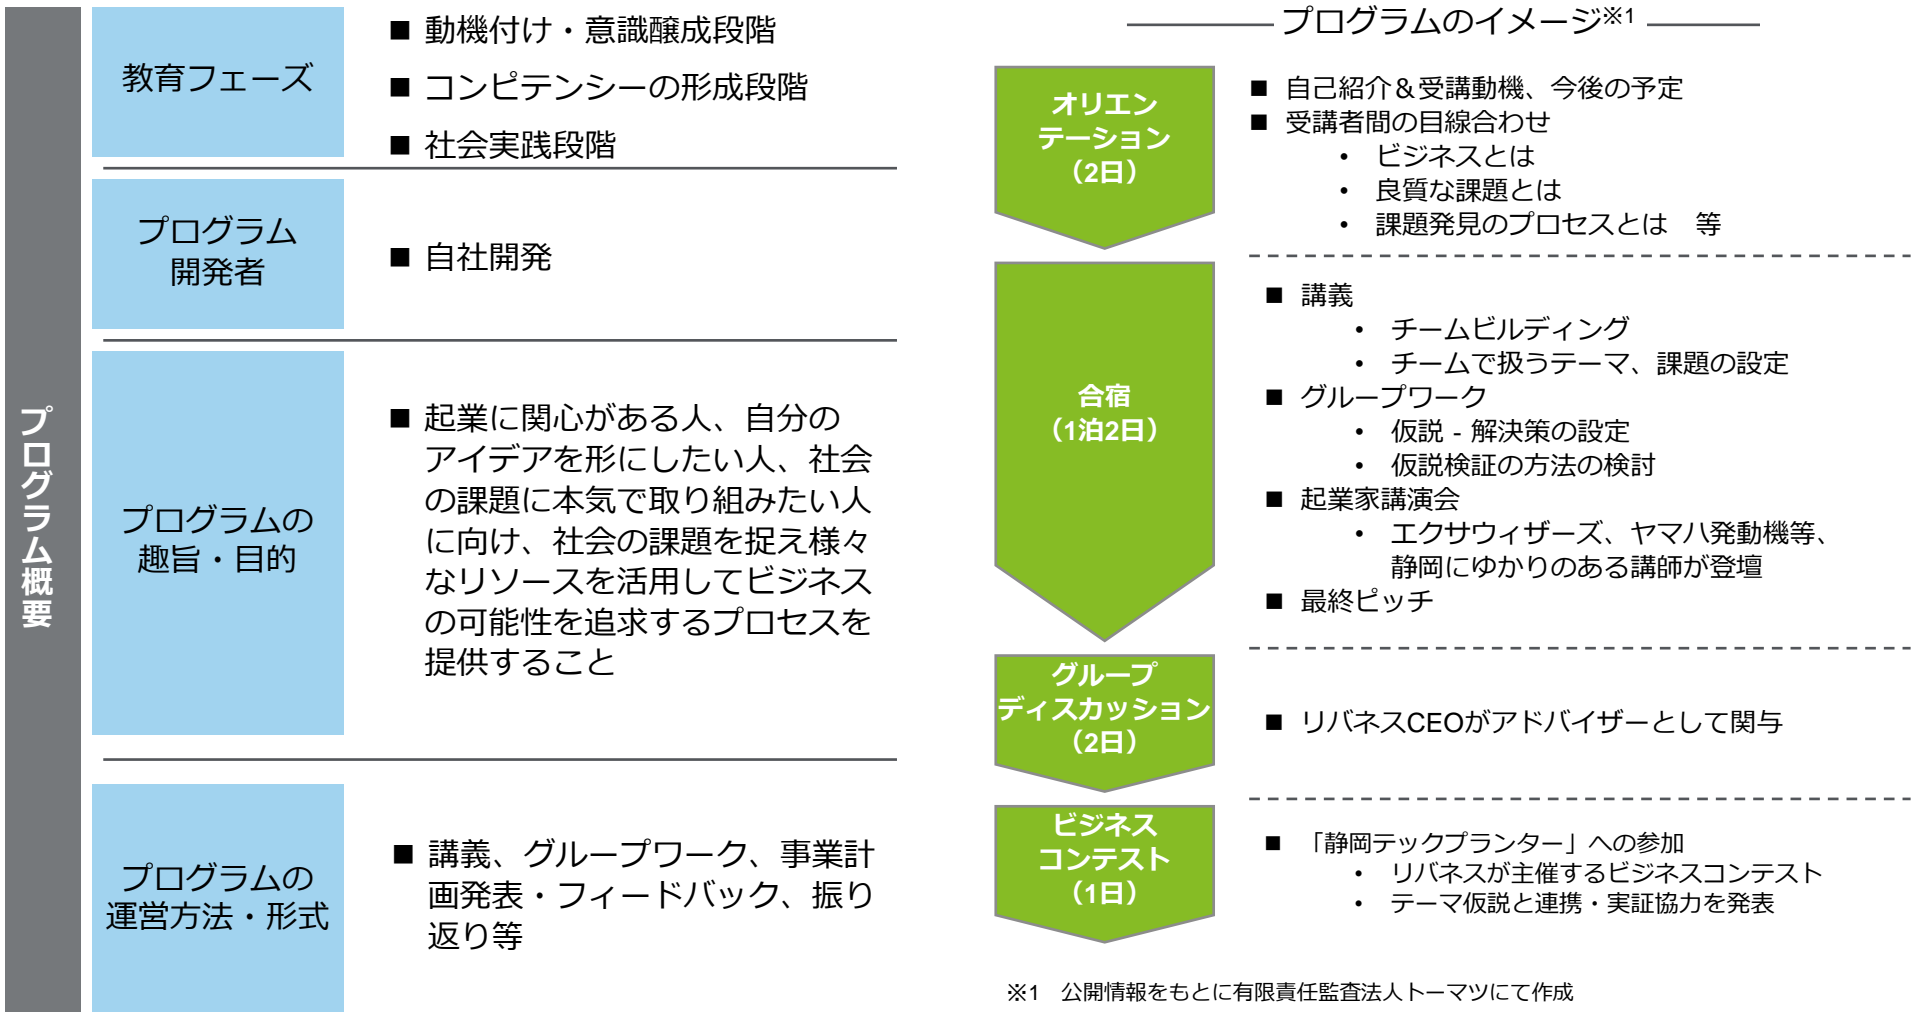 プログラム概要
教育フェーズ
■ 動機付け・意識醸成段階
■ コンピテンシーの形成段階
■ 社会実践段階
プログラム
開発者
■ 自社開発
プログラムの
趣旨・目的
■ 起業に関心がある人、自分の
アイデアを形にしたい人、社会
の課題に本気で取り組みたい人
に向け、社会の課題を捉え様々
なリソースを活用してビジネス
の可能性を追求するプロセスを
提供すること
プログラムの
運営方法・形式
■ 講義、グループワーク、事業計
画発表・フィードバック、振り
返り等
プログラムのイメージ※1
オリエン
テーション
（2日）
■ 自己紹介＆受講動機、今後の予定
■ 受講者間の目線合わせ
• ビジネスとは
• 良質な課題とは
• 課題発見のプロセスとは　等
合宿
（1泊2日）
■ 講義
• チームビルディング
• チームで扱うテーマ、課題の設定
■ グループワーク
• 仮説 - 解決策の設定
• 仮説検証の方法の検討
■ 起業家講演会
• エクサウィザーズ、ヤマハ発動機等、
静岡にゆかりのある講師が登壇
■ 最終ピッチ
グループ
ディスカッション
（2日）
■ リバネスCEOがアドバイザーとして関与
ビジネス
コンテスト
（1日）
■ 「静岡テックプランター」への参加
• リバネスが主催するビジネスコンテスト
• テーマ仮説と連携・実証協力を発表
※1　公開情報をもとに有限責任監査法人トーマツにて作成